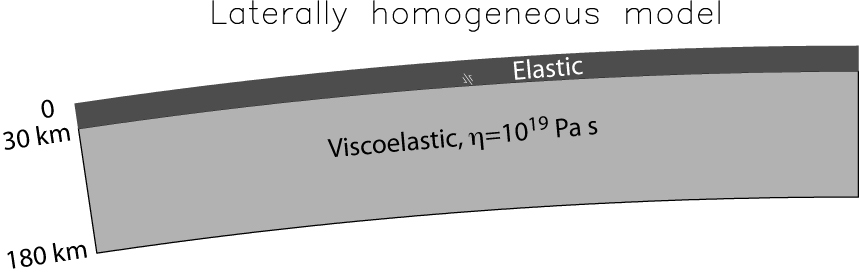 Laterally homogeneous model
Elastic
0
30 km
Viscoelastic, η=10¹⁹ Pa s
180 km